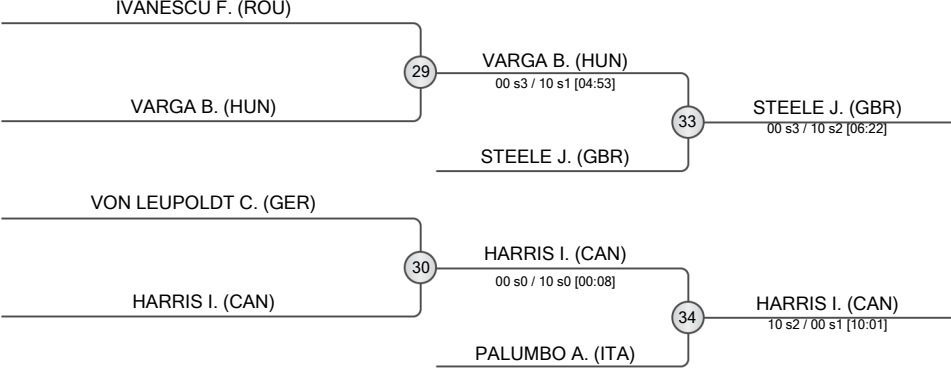 IVANESCU F. (ROU)
29
VARGA B. (HUN)
VARGA B. (HUN)
00 s3 / 10 s1 [04:53]
33
STEELE J. (GBR)
STEELE J. (GBR)
00 s3 / 10 s2 [06:22]
VON LEUPOLDT C. (GER)
30
HARRIS I. (CAN)
HARRIS I. (CAN)
00 s0 / 10 s0 [00:08]
34
PALUMBO A. (ITA)
HARRIS I. (CAN)
10 s2 / 00 s1 [10:01]